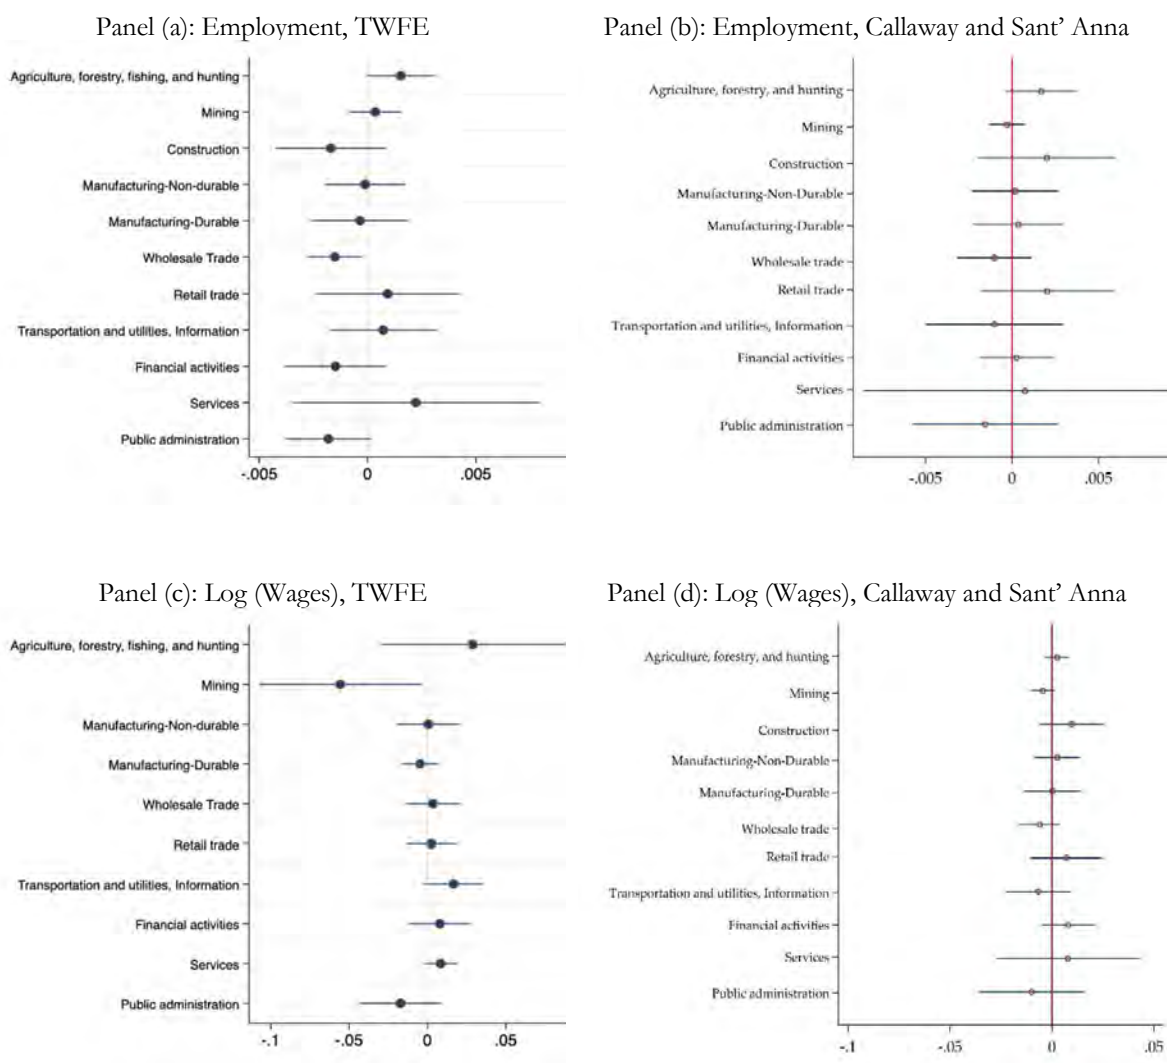 Panel (a): Employment, TWFE
Agriculture, forestry, fishing, and hunting
Mining
Construction
Manufacturing-Non-durable
Manufacturing-Durable
Wholesale Trade
Retail trade
Transportation and utilities, Information
Financial activities
Services
Public administration
-.005 0 .005
Panel (b): Employment, Callaway and Sant' Anna
Agriculture, forestry, and hunting
Mining
Construction
Manufacturing-Non-Durable
Manufacturing-Durable
Wholesale trade
Retail trade
Transportation and utilities, Information
Financial activities
Services
Public administration
-.005 0 .005
Panel (c): Log (Wages), TWFE
Agriculture, forestry, fishing, and hunting
Mining
Manufacturing-Non-durable
Manufacturing-Durable
Wholesale Trade
Retail trade
Transportation and utilities, Information
Financial activities
Services
Public administration
-.1 -.05 0 .05
Panel (d): Log (Wages), Callaway and Sant' Anna
Agriculture, forestry, and hunting
Mining
Construction
Manufacturing-Non-Durable
Manufacturing-Durable
Wholesale trade
Retail trade
Transportation and utilities, Information
Financial activities
Services
Public administration
-.1 -.05 0 .05